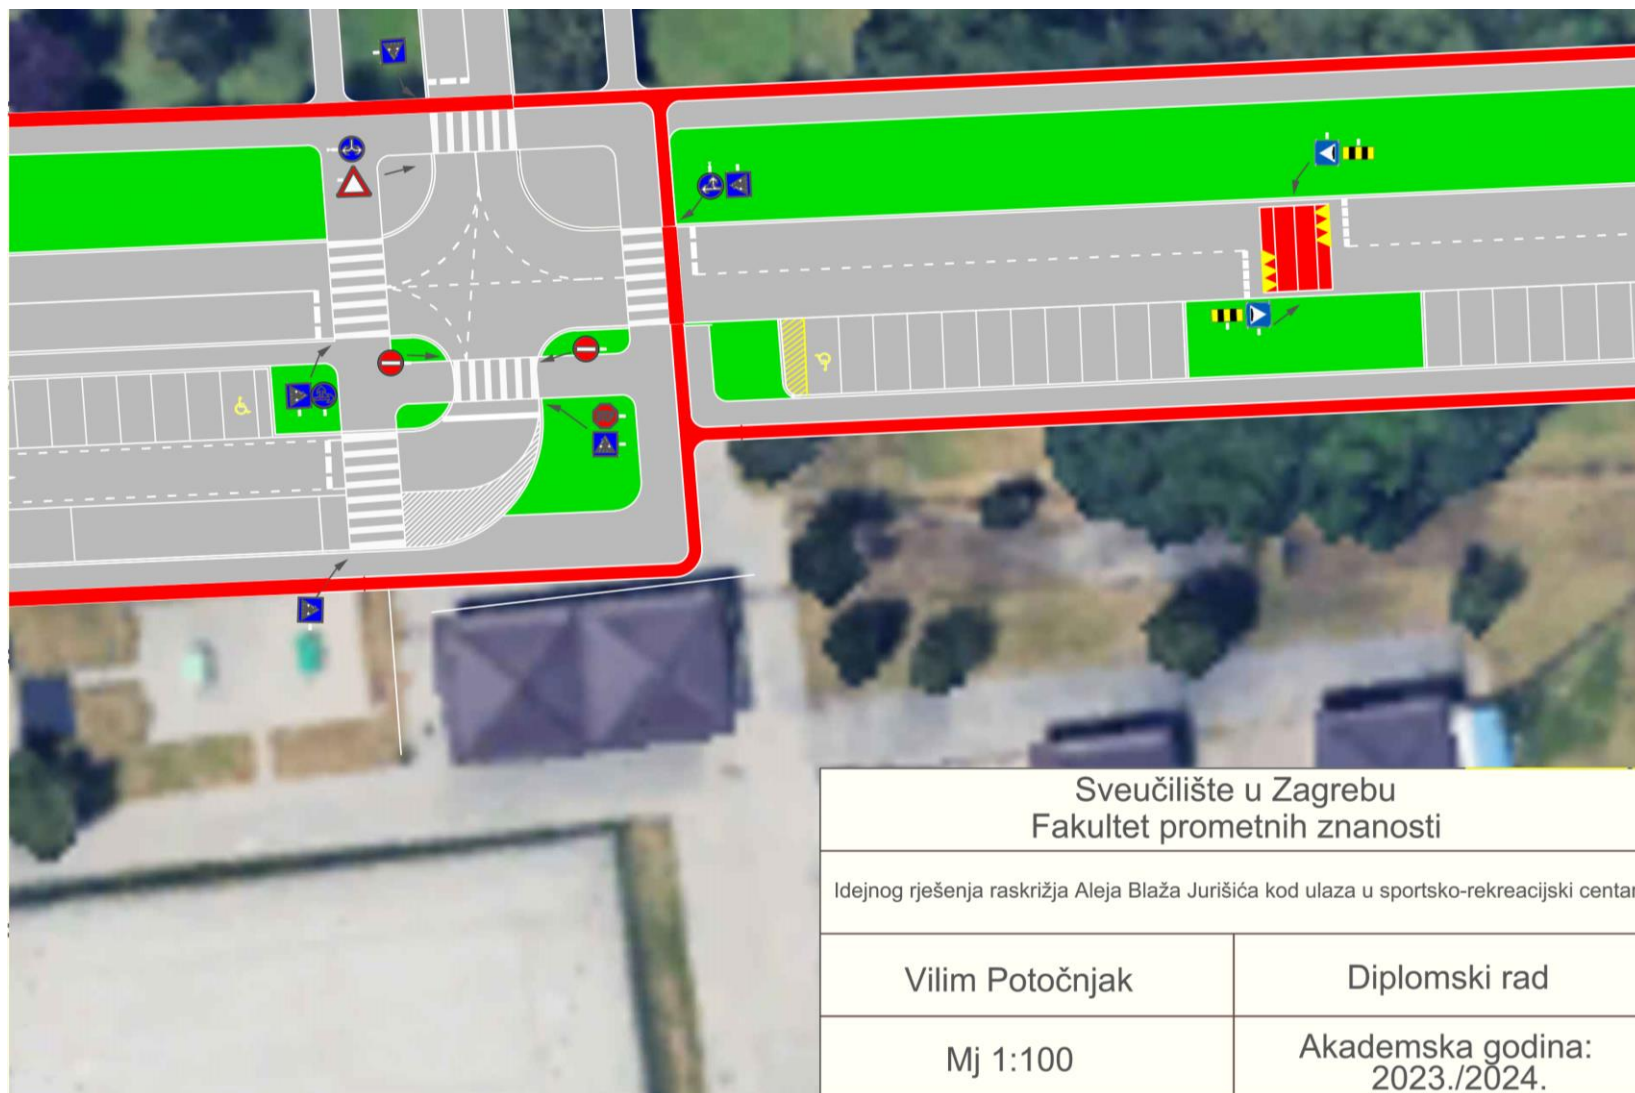 Sveučilište u Zagrebu
Fakultet prometnih znanosti
Idejnog rješenja raskrižja Aleja Blaža Jurišića kod ulaza u sportsko-rekreacijski centar
Vilim Potočnjak
Diplomski rad
Mj 1:100
Akademska godina:
2023./2024.